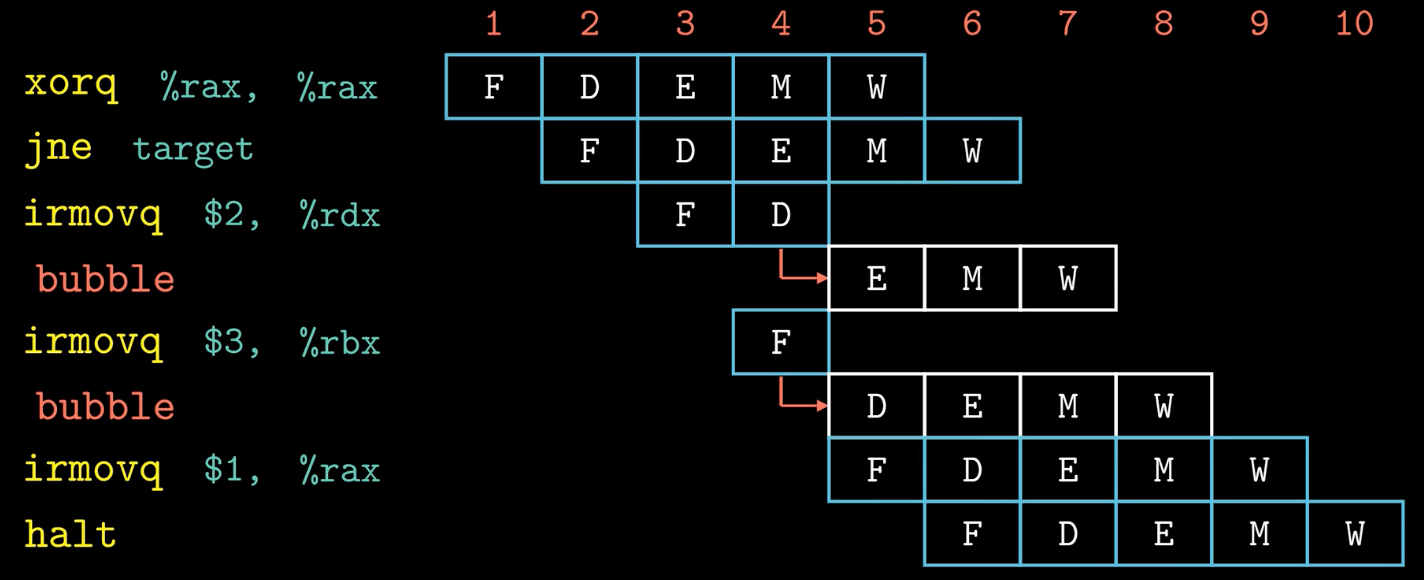 1 2 3 4 5 6 7 8 9 10
xorq %rax, %rax F D E M W
jne target F D E M W
irmovq $2, %rdx F D
bubble E M W
irmovq $3, %rbx F
bubble D E M W
irmovq $1, %rax F D E M W
halt F D E M W